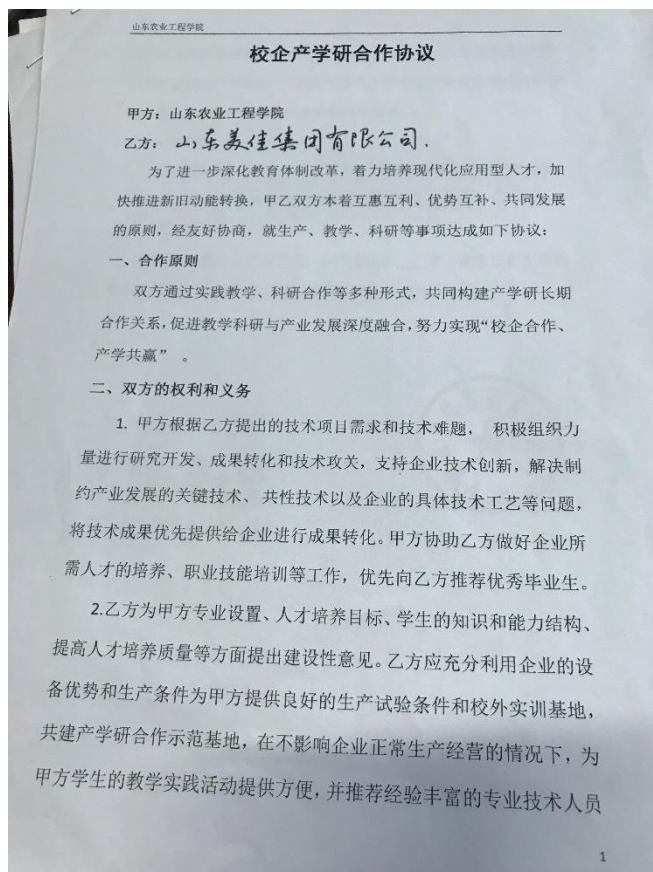 山东农业工程学院
校企产学研合作协议
甲方：山东农业工程学院
乙方：山东美佳集团有限公司.
为了进一步深化教育体制改革，着力培养现代化应用型人才，加
快推进新旧动能转换，甲乙双方本着互惠互利、优势互补、共同发展
的原则，经友好协商，就生产、教学、科研等事项达成如下协议：
一、合作原则
双方通过实践教学、科研合作等多种形式，共同构建产学研长期
合作关系，促进教学科研与产业发展深度融合，努力实现“校企合作、
产学共赢” 。
二、双方的权利和义务
1. 甲方根据乙方提出的技术项目需求和技术难题， 积极组织力
量进行研究开发、成果转化和技术攻关，支持企业技术创新，解决制
约产业发展的关键技术、 共性技术以及企业的具体技术工艺等问题，
将技术成果优先提供给企业进行成果转化。甲方协助乙方做好企业所
需人才的培养、职业技能培训等工作，优先向乙方推荐优秀毕业生。
2.乙方为甲方专业设置、人才培养目标、学生的知识和能力结构、
提高人才培养质量等方面提出建设性意见。乙方应充分利用企业的设
备优势和生产条件为甲方提供良好的生产试验条件和校外实训基地，
共建产学研合作示范基地，在不影响企业正常生产经营的情况下，为
甲方学生的教学实践活动提供方便，并推荐经验丰富的专业技术人员
1